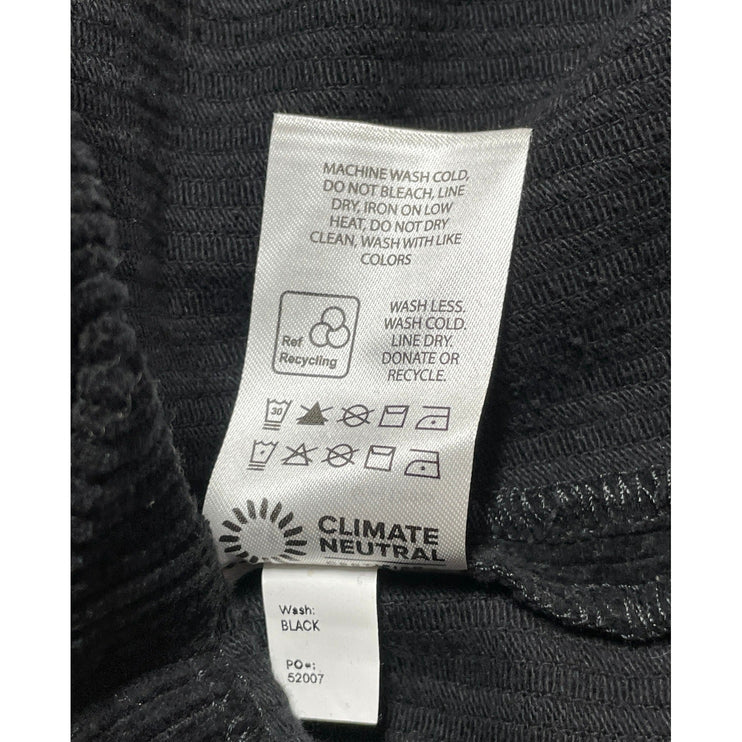 MACHINE WASH COLD,
DO NOT BLEACH, LINE
DRY, IRON ON LOW
HEAT, DO NOT DRY
CLEAN, WASH WITH LIKE
COLORS
Ref
Recycling
WASH LESS.
WASH COLD.
LINE DRY.
DONATE OR
RECYCLE.
30
CLIMATE
NEUTRAL
Wash:
BLACK
PO#:
52007